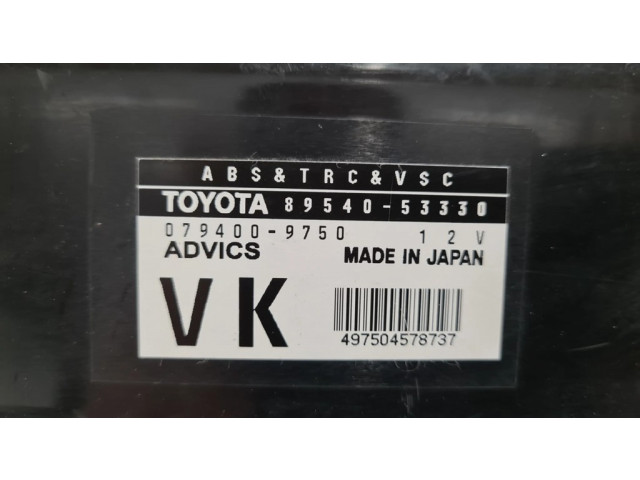 ABS&TRC&VSC
TOYOTA 89540-53330
079400-9750 12V
ADVICS MADE IN JAPAN
VK
497504578737